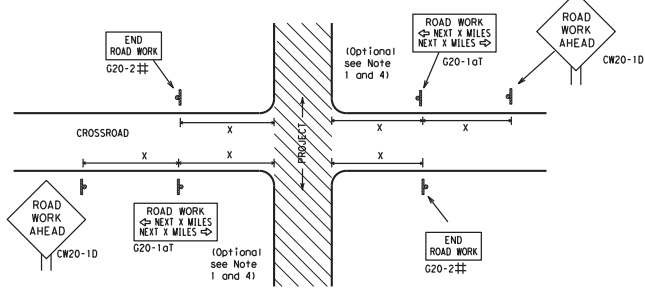 END
ROAD WORK
G20-2⌗
(Optional
see Note
1 and 4)
ROAD WORK
⇦ NEXT X MILES
NEXT X MILES ⇨
G20-1aT
ROAD
WORK
AHEAD
CW20-1D
X
X
X
CROSSROAD
PROJECT
X
X
X
ROAD
WORK
AHEAD
CW20-1D
ROAD WORK
⇦ NEXT X MILES
NEXT X MILES ⇨
G20-1aT
(Optional
see Note
1 and 4)
END
ROAD WORK
G20-2⌗